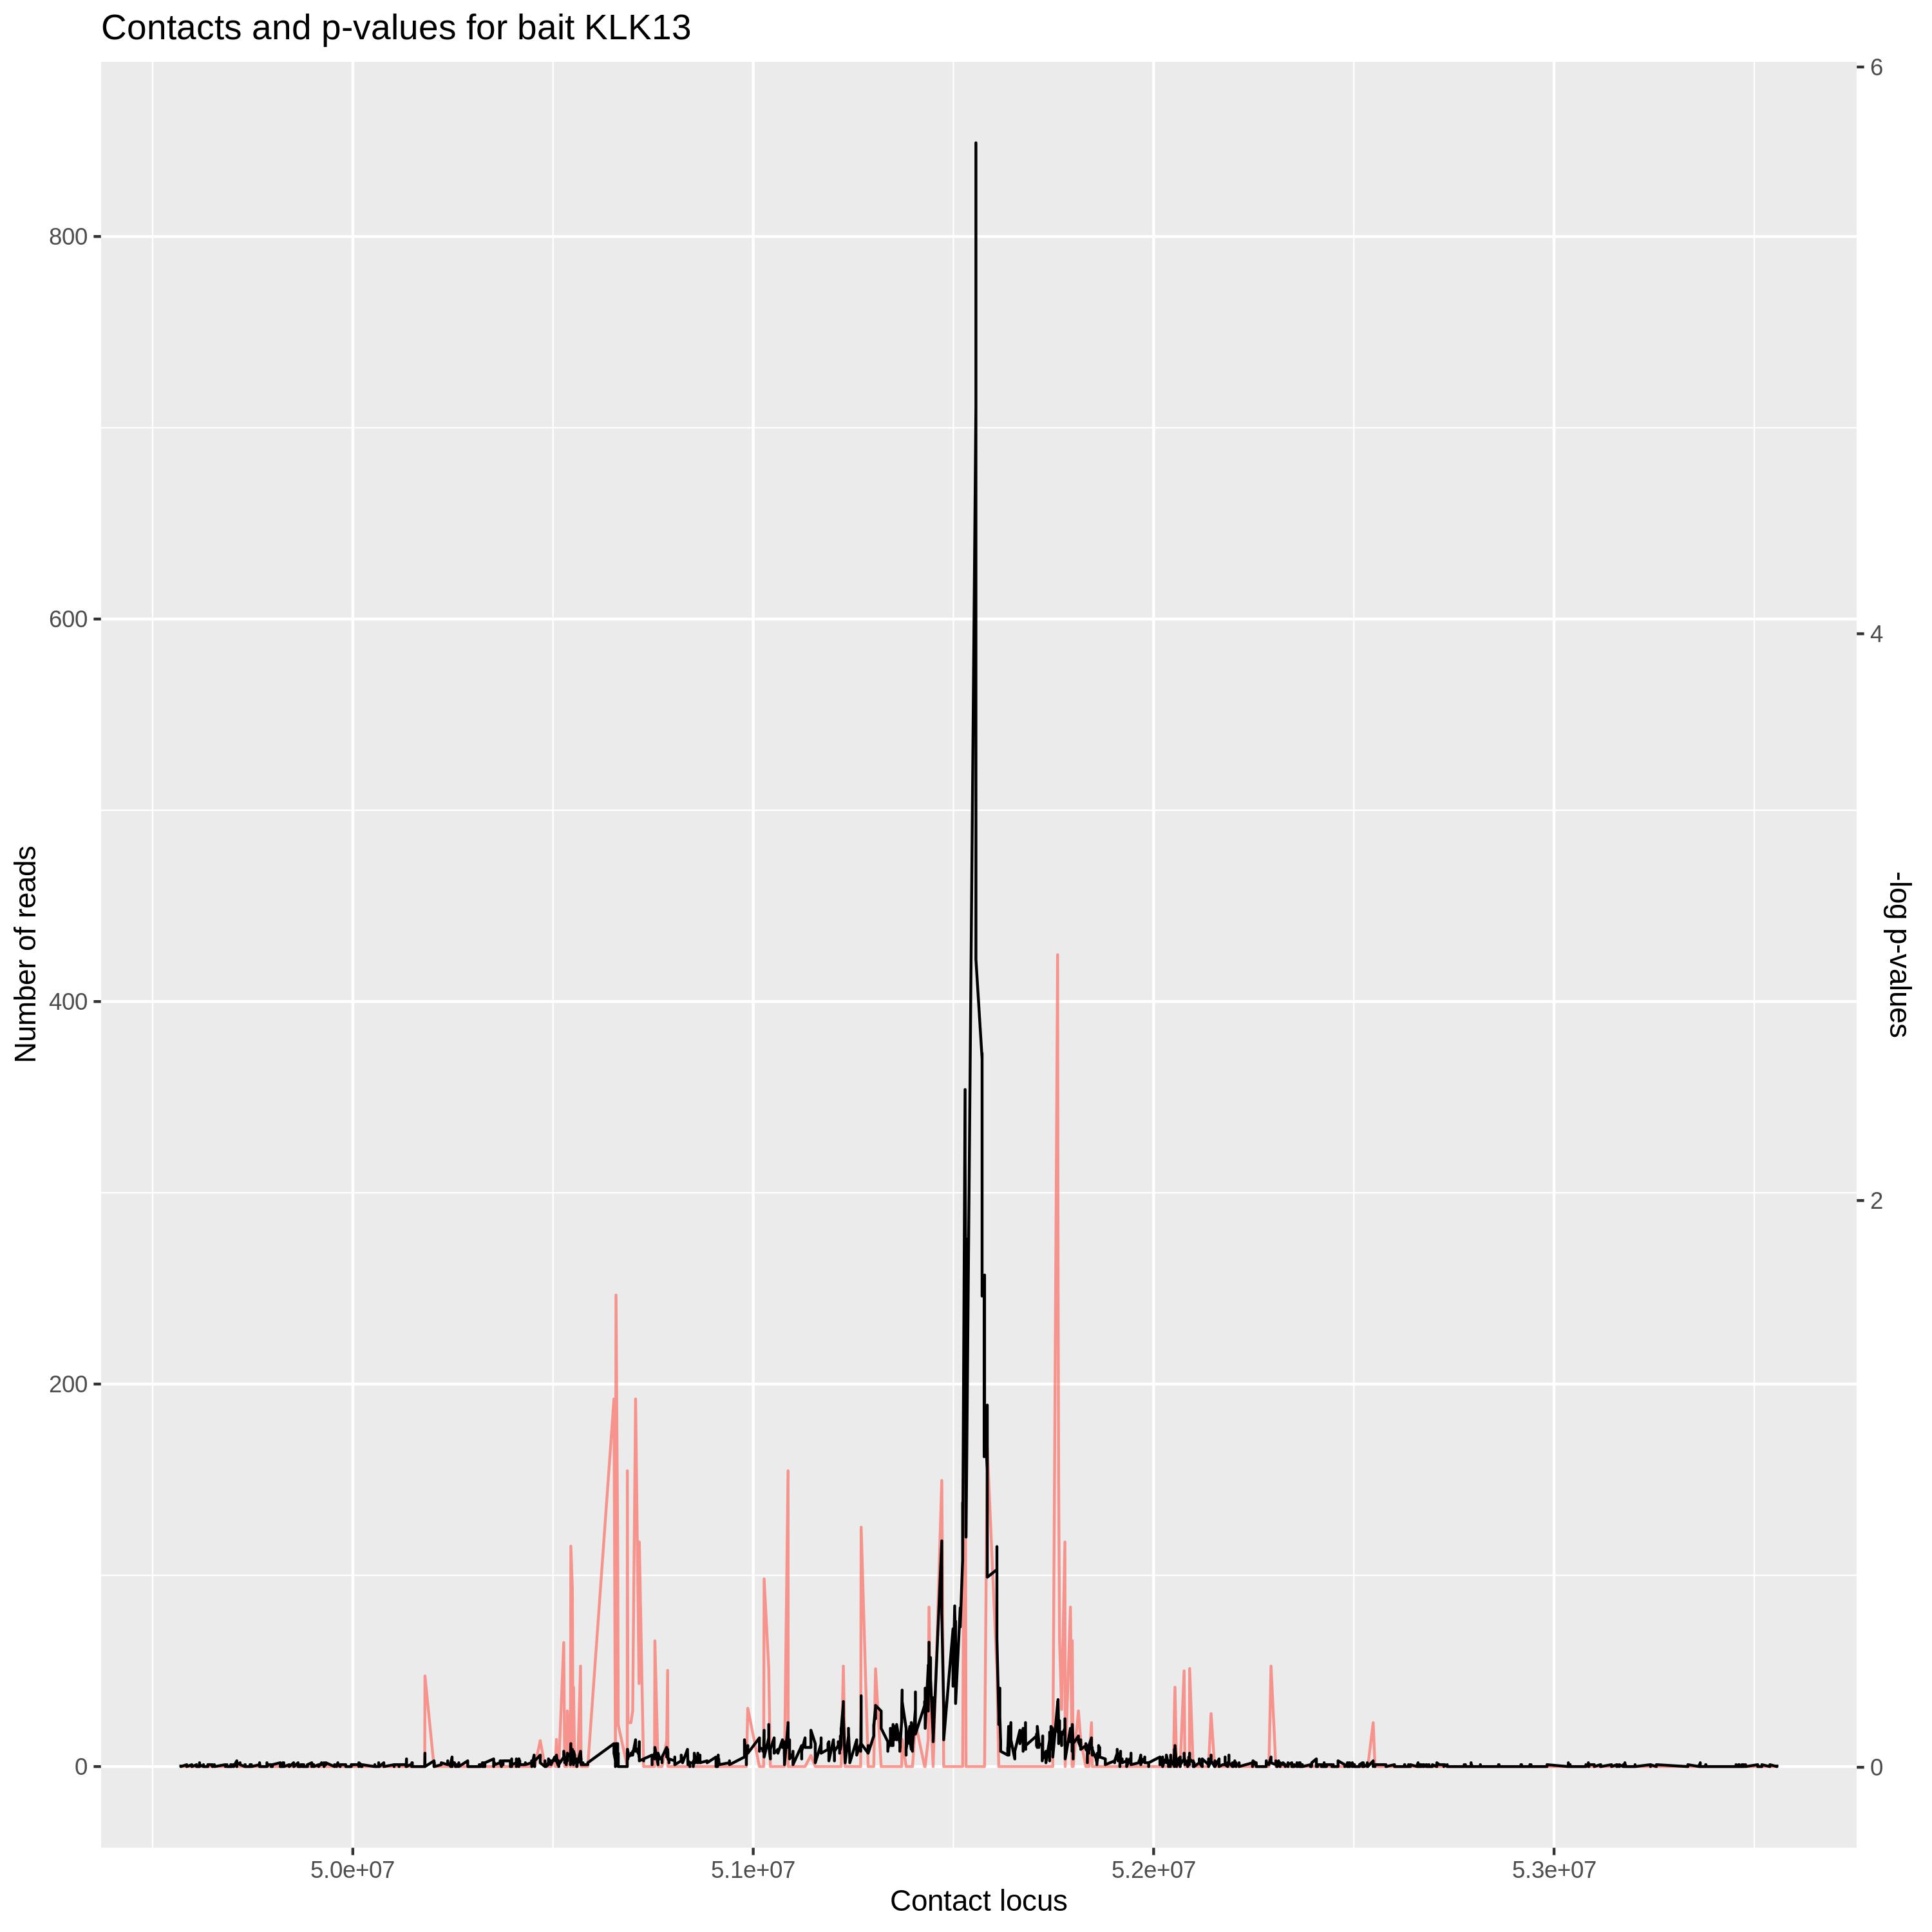 Contacts and p-values for bait KLK13
6
800
600
4
Number of reads
-log p-values
400
2
200
0
0
5.0e+07
5.1e+07
5.2e+07
5.3e+07
Contact locus